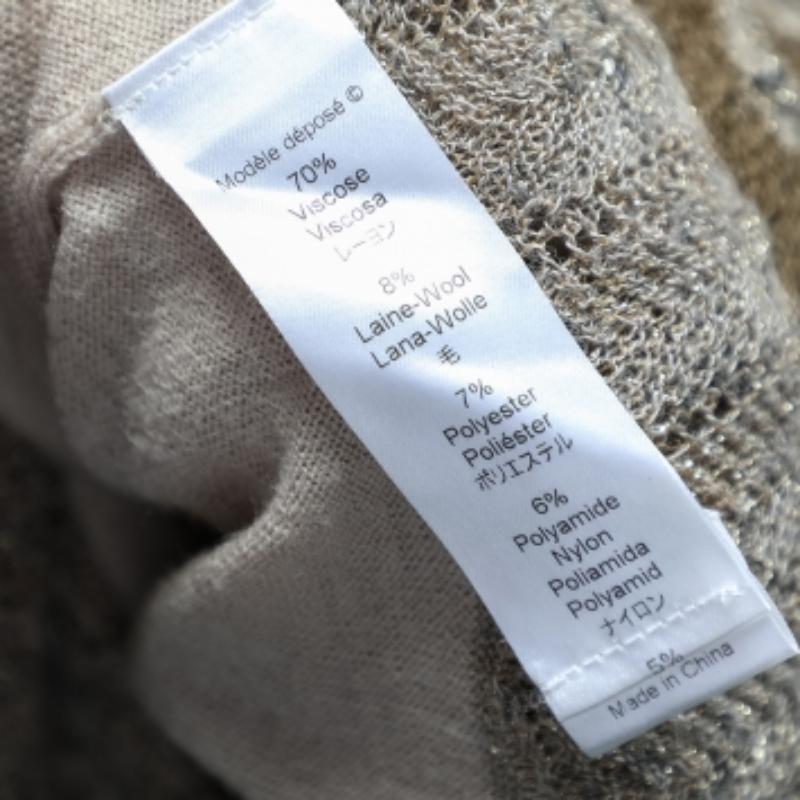 Modèle déposé ©
70%
Viscose
Viscosa
レーヨン
8%
Laine-Wool
Lana-Wolle
毛
7%
Polyester
Poliéster
ポリエステル
6%
Polyamide
Nylon
Poliamida
Polyamid
ナイロン
5%
Made in China